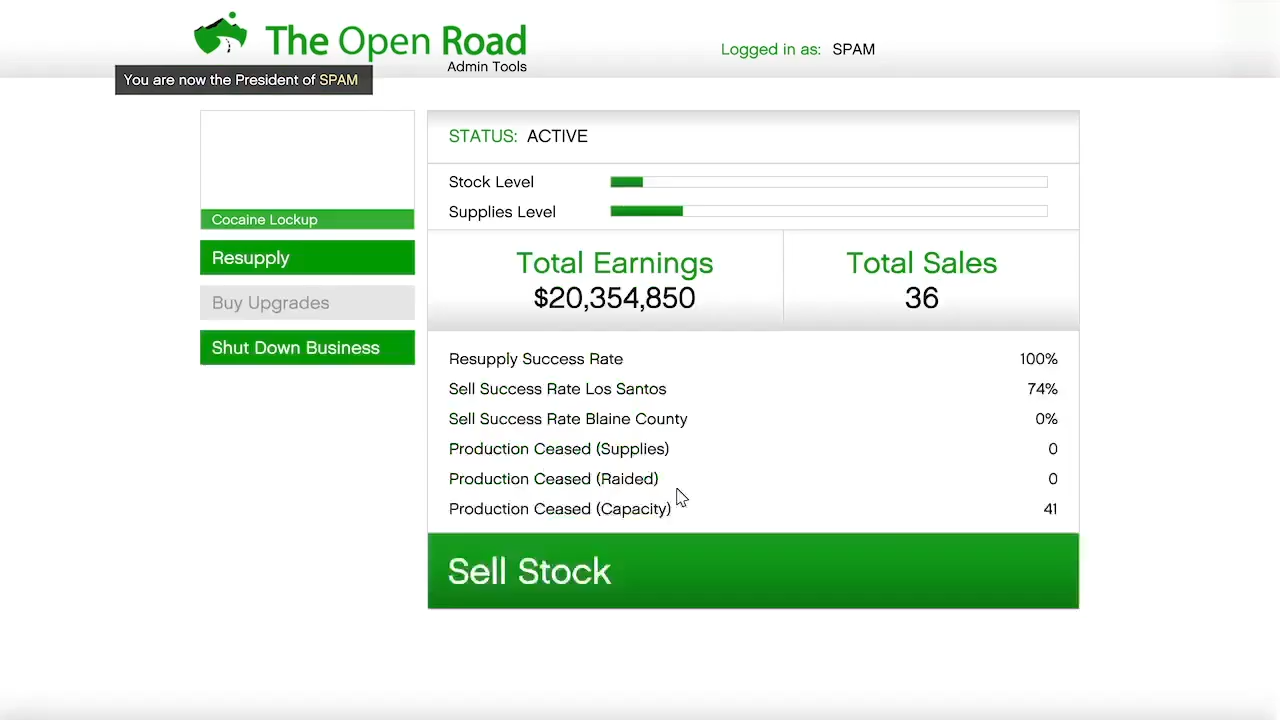 The Open Road
Admin Tools
Logged in as: SPAM
You are now the President of SPAM
Cocaine Lockup
Resupply
Buy Upgrades
Shut Down Business
STATUS: ACTIVE
Stock Level
Supplies Level
Total Earnings
$20,354,850
Total Sales
36
Resupply Success Rate 100%
Sell Success Rate Los Santos 74%
Sell Success Rate Blaine County 0%
Production Ceased (Supplies) 0
Production Ceased (Raided) 0
Production Ceased (Capacity) 41
Sell Stock